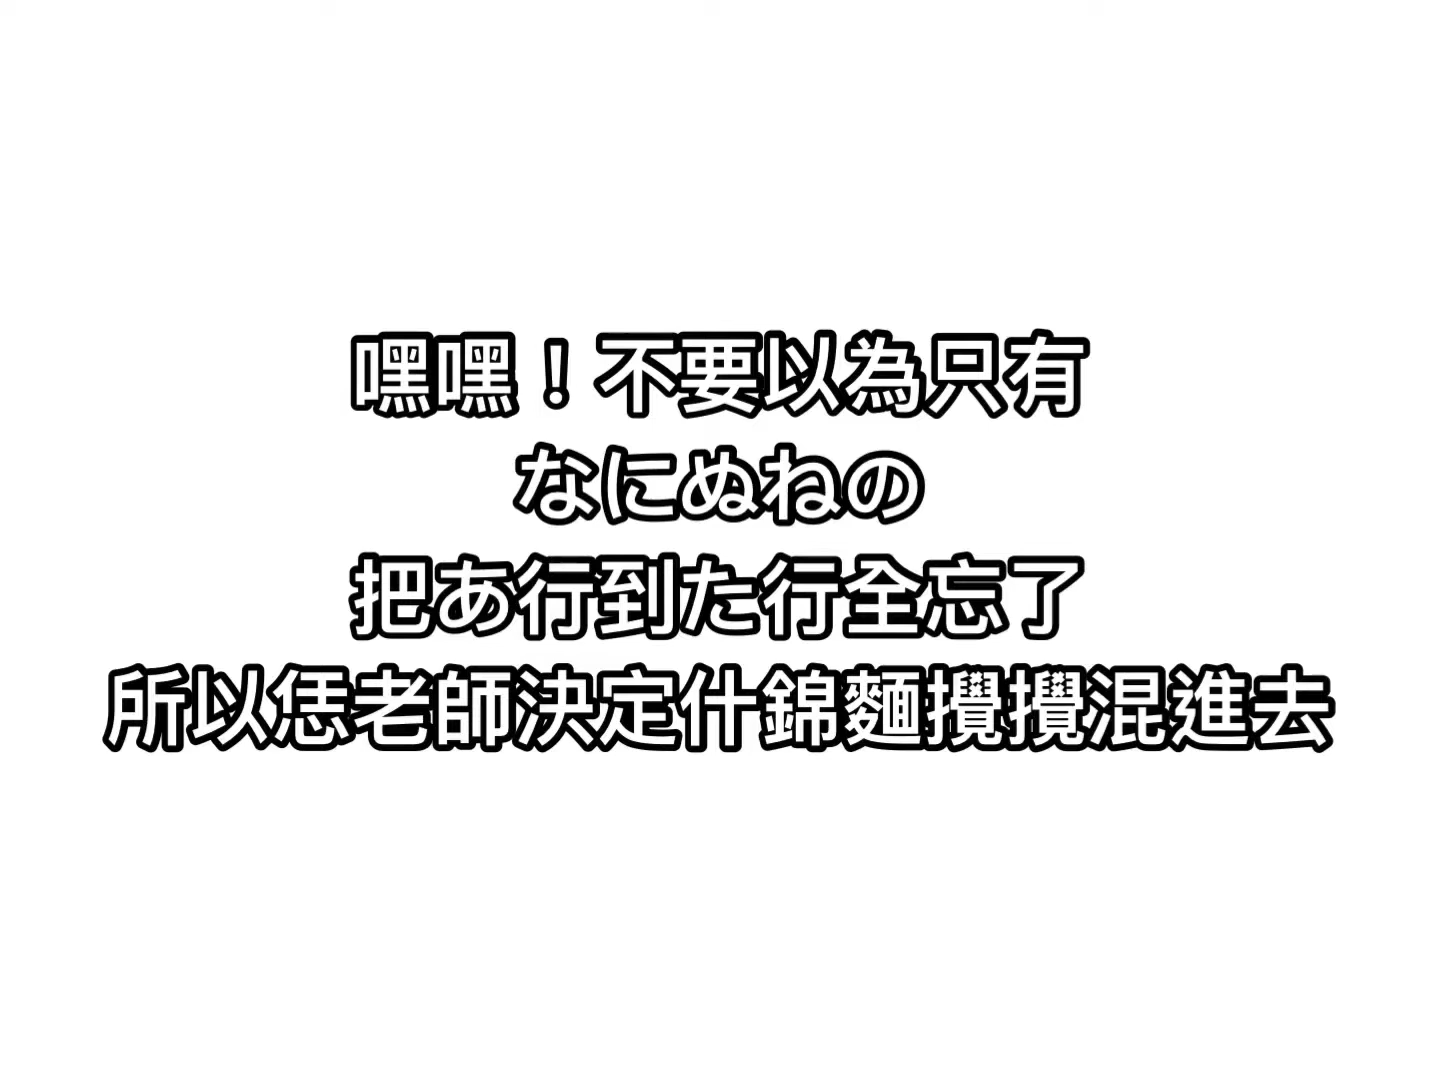 嘿嘿！不要以為只有
なにぬねの
把あ行到た行全忘了
所以恁老師決定什錦麵攪攪混進去